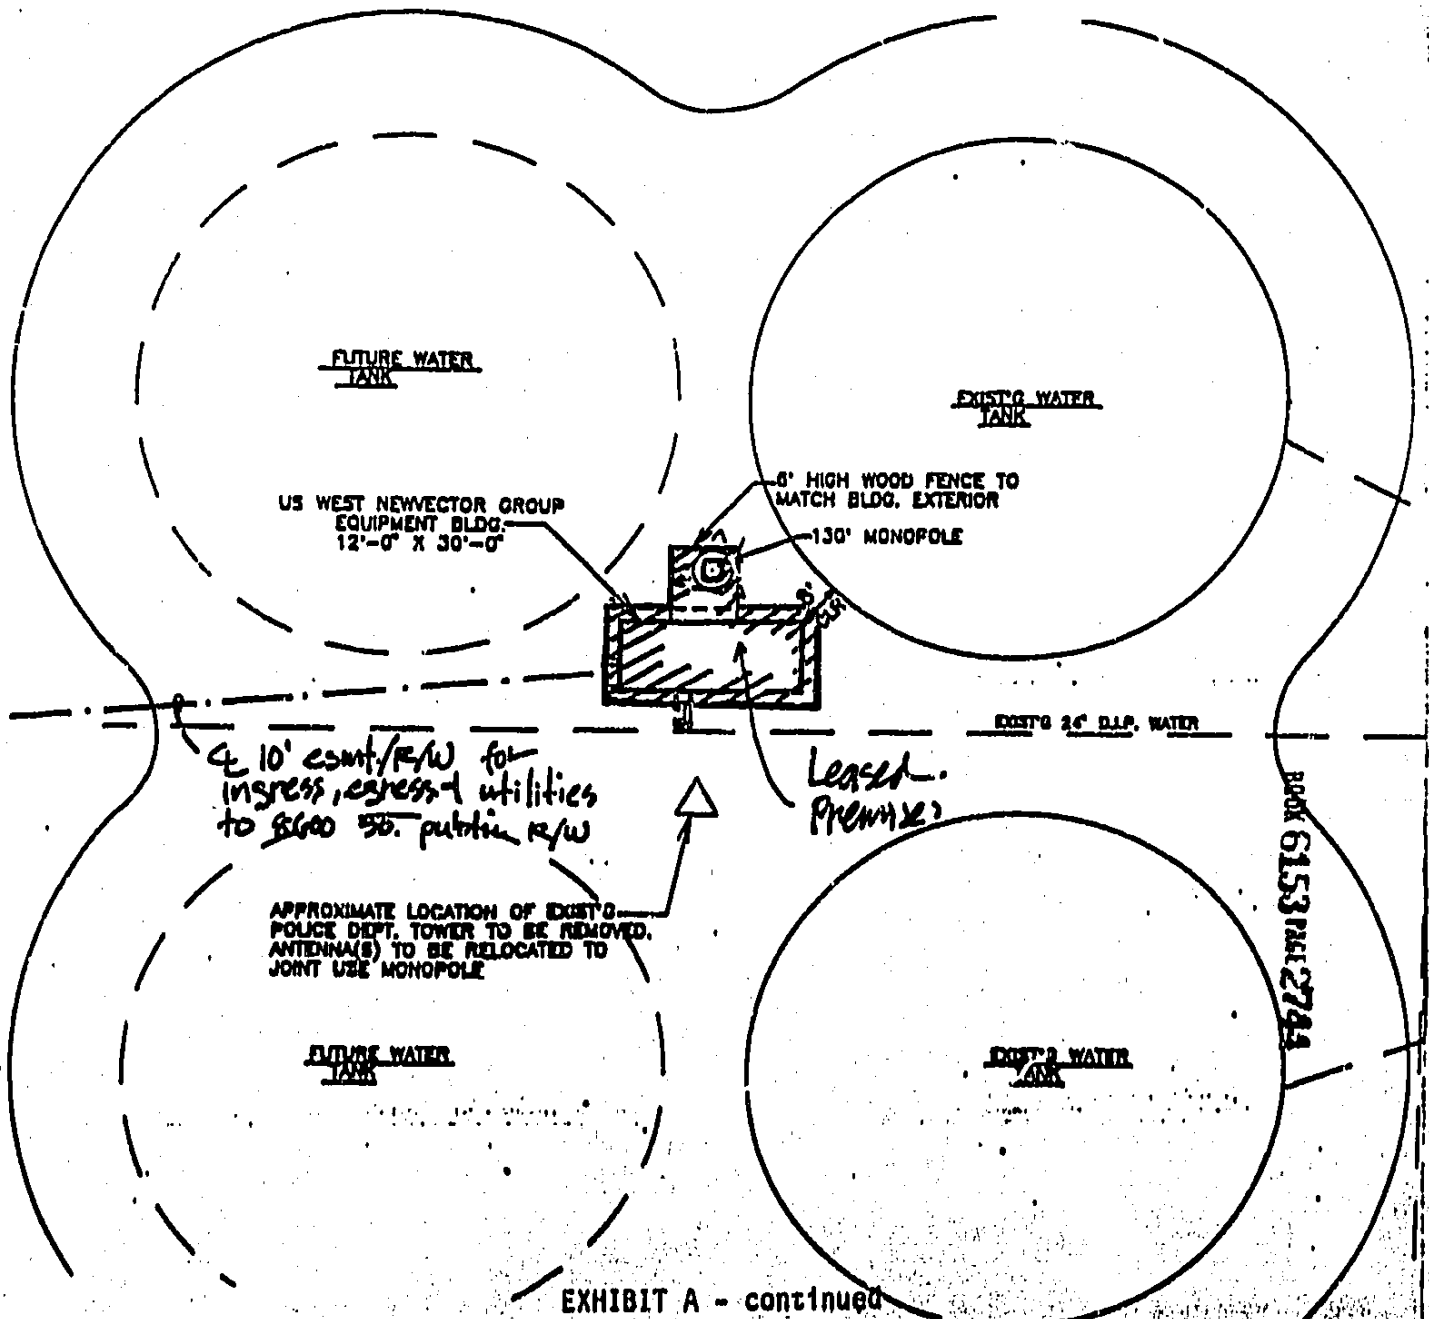 FUTURE WATER
TANK
EXIST'G WATER
TANK
US WEST NEWVECTOR GROUP
EQUIPMENT BLDG.
12'-0" X 30'-0"
6' HIGH WOOD FENCE TO
MATCH BLDG. EXTERIOR
130' MONOPOLE
CLR
EXIST'G 24" D.I.P. WATER
℄ 10' esmt./R/W for
ingress, egress & utilities
to 8600 So. public R/W
Leased
Premises
APPROXIMATE LOCATION OF EXIST'G
POLICE DEPT. TOWER TO BE REMOVED.
ANTENNA(S) TO BE RELOCATED TO
JOINT USE MONOPOLE
BOOK 6153 PAGE 2744
FUTURE WATER
TANK
EXIST'G WATER
TANK
EXHIBIT A - continued